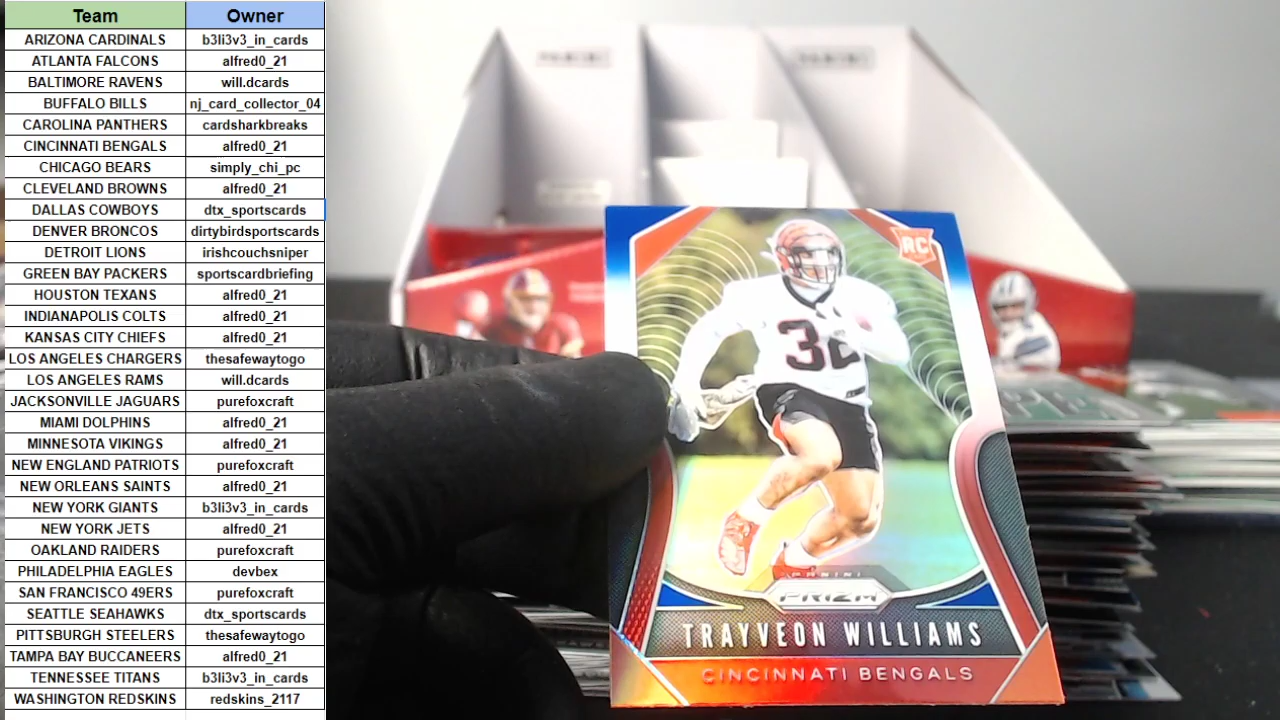 Team Owner
ARIZONA CARDINALS b3li3v3_in_cards
ATLANTA FALCONS alfred0_21
BALTIMORE RAVENS will.dcards
BUFFALO BILLS nj_card_collector_04
CAROLINA PANTHERS cardsharkbreaks
CINCINNATI BENGALS alfred0_21
CHICAGO BEARS simply_chi_pc
CLEVELAND BROWNS alfred0_21
DALLAS COWBOYS dtx_sportscards
DENVER BRONCOS dirtybirdsportscards
DETROIT LIONS irishcouchsniper
GREEN BAY PACKERS sportscardbriefing
HOUSTON TEXANS alfred0_21
INDIANAPOLIS COLTS alfred0_21
KANSAS CITY CHIEFS alfred0_21
LOS ANGELES CHARGERS thesafewaytogo
LOS ANGELES RAMS will.dcards
JACKSONVILLE JAGUARS purefoxcraft
MIAMI DOLPHINS alfred0_21
MINNESOTA VIKINGS alfred0_21
NEW ENGLAND PATRIOTS purefoxcraft
NEW ORLEANS SAINTS alfred0_21
NEW YORK GIANTS b3li3v3_in_cards
NEW YORK JETS alfred0_21
OAKLAND RAIDERS purefoxcraft
PHILADELPHIA EAGLES devbex
SAN FRANCISCO 49ERS purefoxcraft
SEATTLE SEAHAWKS dtx_sportscards
PITTSBURGH STEELERS thesafewaytogo
TAMPA BAY BUCCANEERS alfred0_21
TENNESSEE TITANS b3li3v3_in_cards
WASHINGTON REDSKINS redskins_2117
RC
32
PANINI
PRIZM
TRAYVEON WILLIAMS
CINCINNATI BENGALS